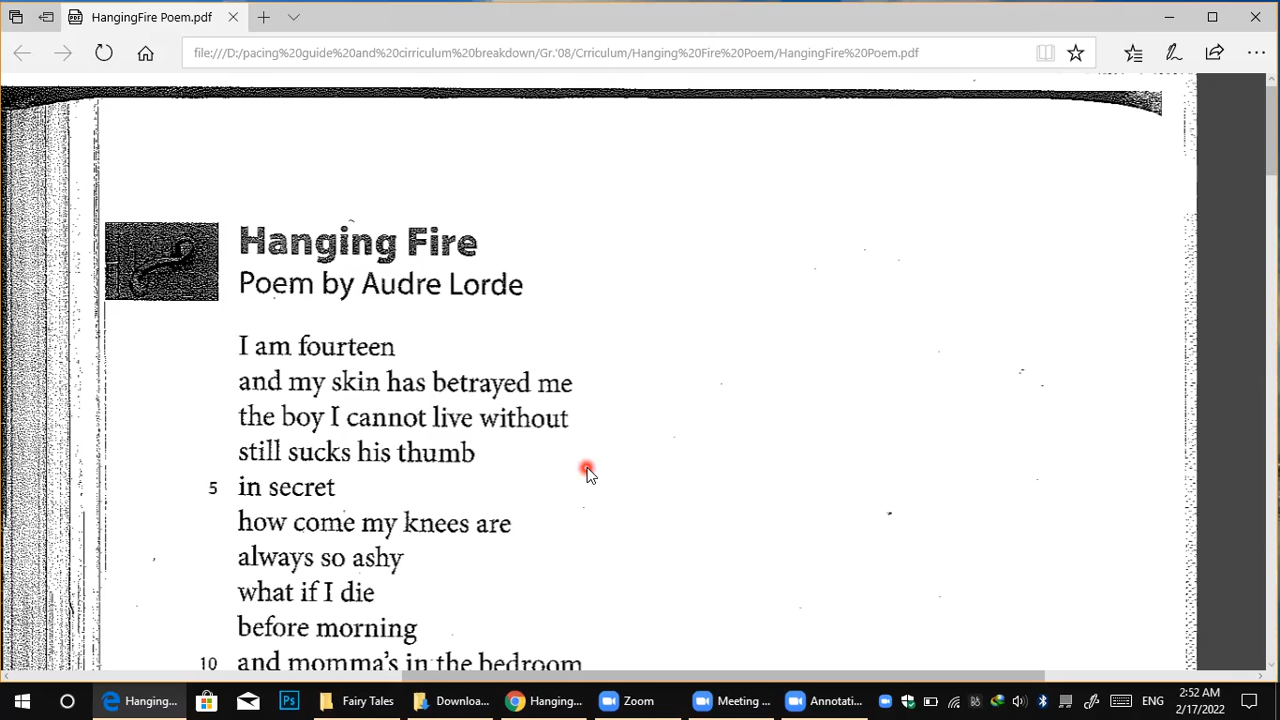 HangingFire Poem.pdf
file:///D:/pacing%20guide%20and%20cirriculum%20breakdown/Gr.'08/Crriculum/Hanging%20Fire%20Poem/HangingFire%20Poem.pdf
Hanging Fire
Poem by Audre Lorde
I am fourteen
and my skin has betrayed me
the boy I cannot live without
still sucks his thumb
5 in secret
how come my knees are
always so ashy
what if I die
before morning
10 and momma's in the bedroom
Hanging...
Fairy Tales
Downloa...
Hanging...
Zoom
Meeting ...
Annotati...
ENG
2:52 AM
2/17/2022